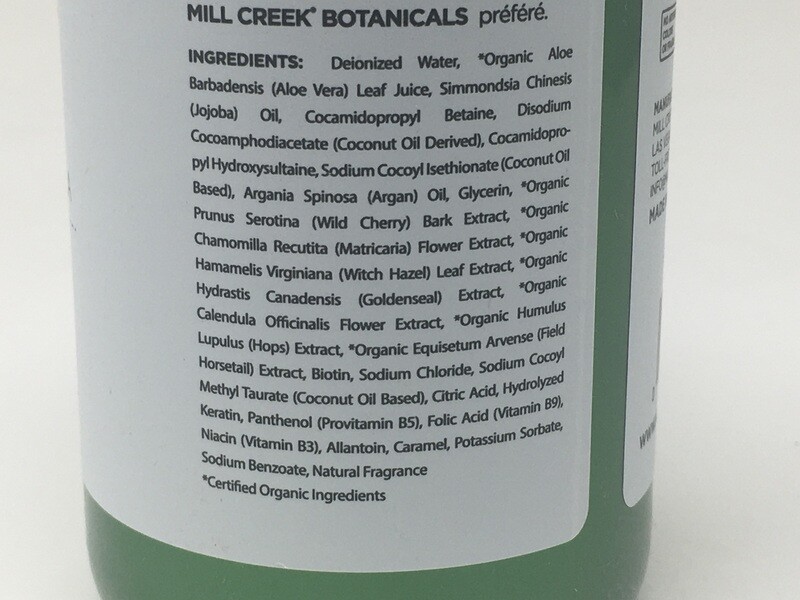 MILL CREEK® BOTANICALS préféré.
INGREDIENTS: Deionized Water, *Organic Aloe
Barbadensis (Aloe Vera) Leaf Juice, Simmondsia Chinesis
(Jojoba) Oil, Cocamidopropyl Betaine, Disodium
Cocoamphodiacetate (Coconut Oil Derived), Cocamidopro-
pyl Hydroxysultaine, Sodium Cocoyl Isethionate (Coconut Oil
Based), Argania Spinosa (Argan) Oil, Glycerin, *Organic
Prunus Serotina (Wild Cherry) Bark Extract, *Organic
Chamomilla Recutita (Matricaria) Flower Extract, *Organic
Hamamelis Virginiana (Witch Hazel) Leaf Extract, *Organic
Hydrastis Canadensis (Goldenseal) Extract, *Organic
Calendula Officinalis Flower Extract, *Organic Humulus
Lupulus (Hops) Extract, *Organic Equisetum Arvense (Field
Horsetail) Extract, Biotin, Sodium Chloride, Sodium Cocoyl
Methyl Taurate (Coconut Oil Based), Citric Acid, Hydrolyzed
Keratin, Panthenol (Provitamin B5), Folic Acid (Vitamin B9),
Niacin (Vitamin B3), Allantoin, Caramel, Potassium Sorbate,
Sodium Benzoate, Natural Fragrance
*Certified Organic Ingredients
MILL
LAS
MADE